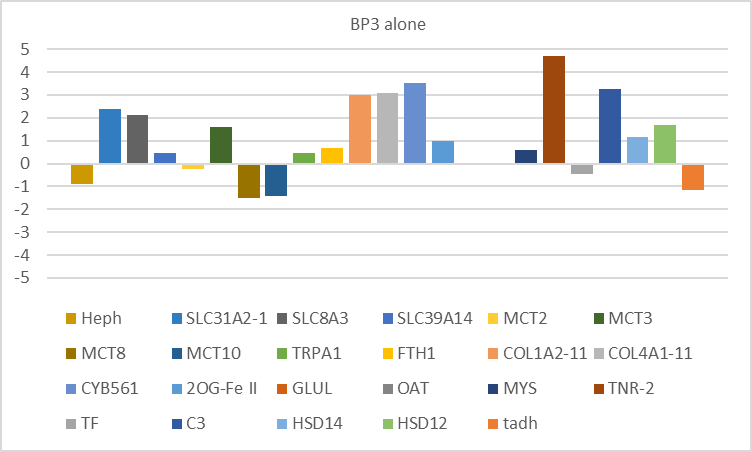 BP3 alone
5
4
3
2
1
0
-1
-2
-3
-4
-5
Heph SLC31A2-1 SLC8A3 SLC39A14 MCT2 MCT3
MCT8 MCT10 TRPA1 FTH1 COL1A2-11 COL4A1-11
CYB561 2OG-Fe II GLUL OAT MYS TNR-2
TF C3 HSD14 HSD12 tadh